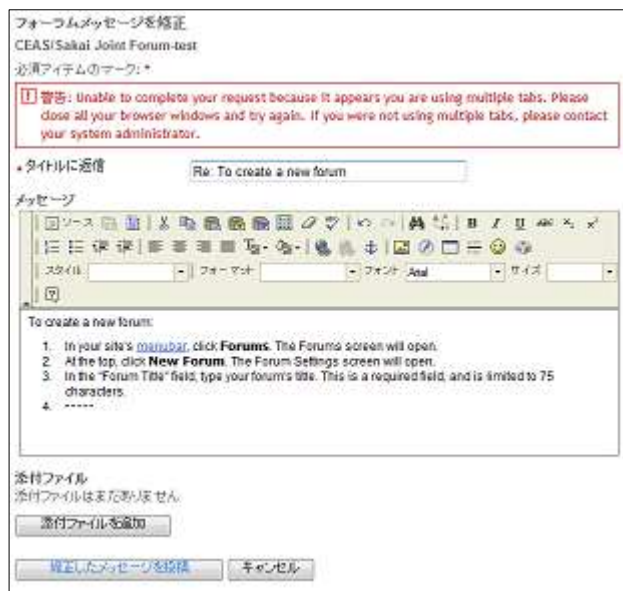 フォーラムメッセージを修正
CEAS/Sakai Joint Forum-test
必須アイテムのマーク: *
警告: Unable to complete your request because it appears you are using multiple tabs. Please
close all your browser windows and try again. If you were not using multiple tabs, please contact
your system administrator.
* タイトルに返信 Re: To create a new forum
メッセージ
ソース B I U ABC x₂ x²
スタイル フォーマット フォント Arial サイズ
To create a new forum:
1. In your site's menubar, click Forums. The Forums screen will open.
2. At the top, click New Forum. The Forum Settings screen will open.
3. In the "Forum Title" field, type your forum's title. This is a required field, and is limited to 75
characters.
4. -----
添付ファイル
添付ファイルはまだありません
添付ファイルを追加
修正したメッセージを投稿 キャンセル